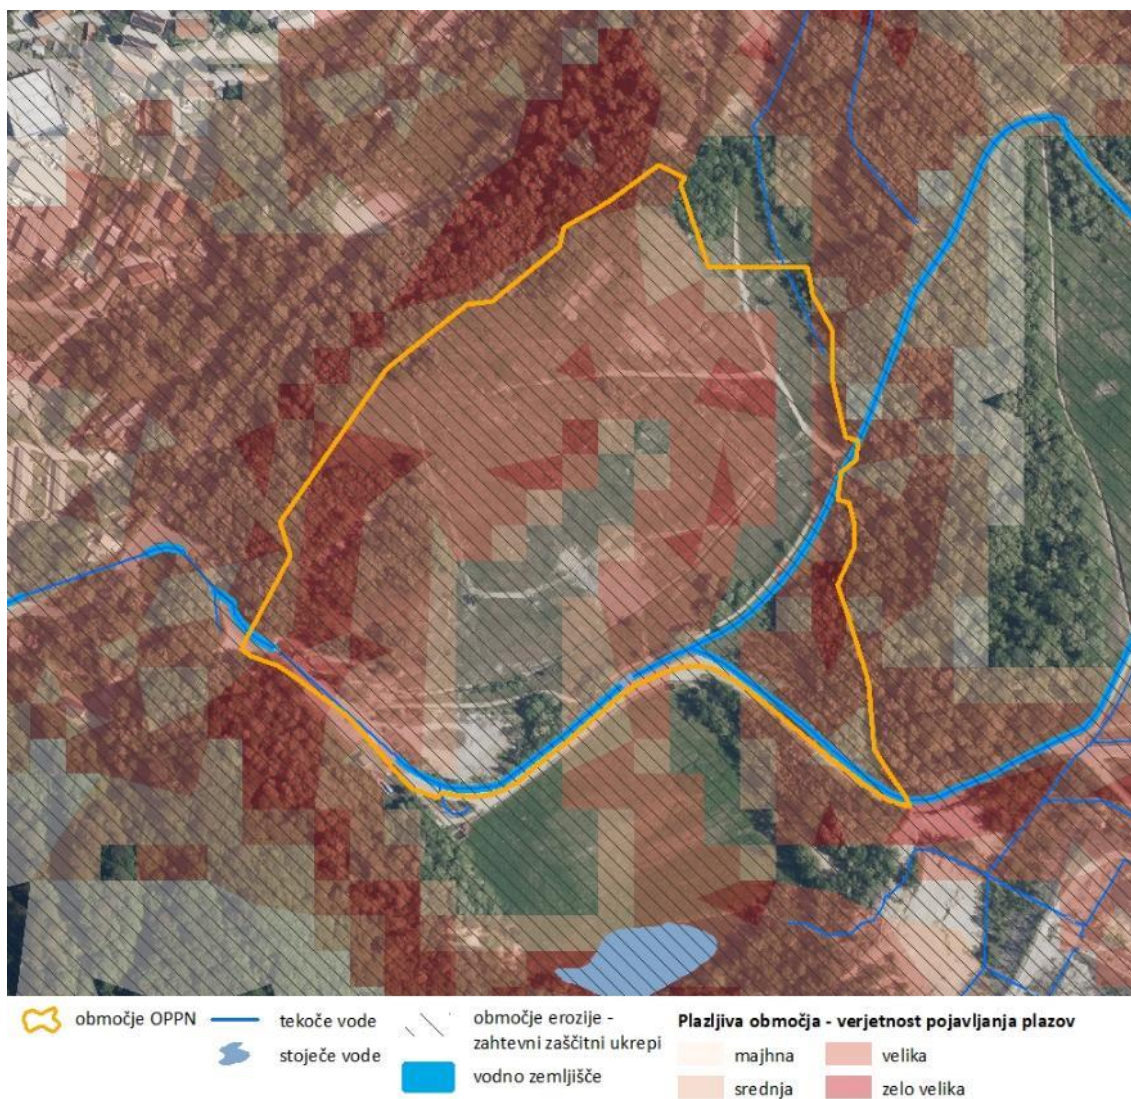 območje OPPN
tekoče vode
stoječe vode
območje erozije -
zahtevni zaščitni ukrepi
vodno zemljišče
Plazljiva območja - verjetnost pojavljanja plazov
majhna
srednja
velika
zelo velika